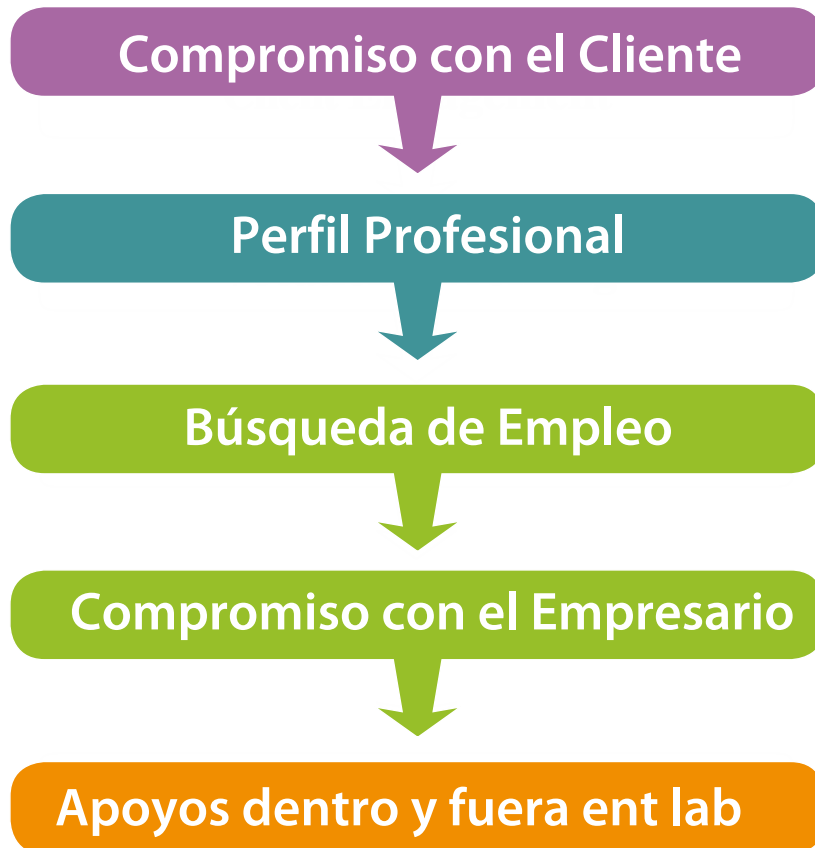 Compromiso con el Cliente
Perfil Profesional
Búsqueda de Empleo
Compromiso con el Empresario
Apoyos dentro y fuera ent lab